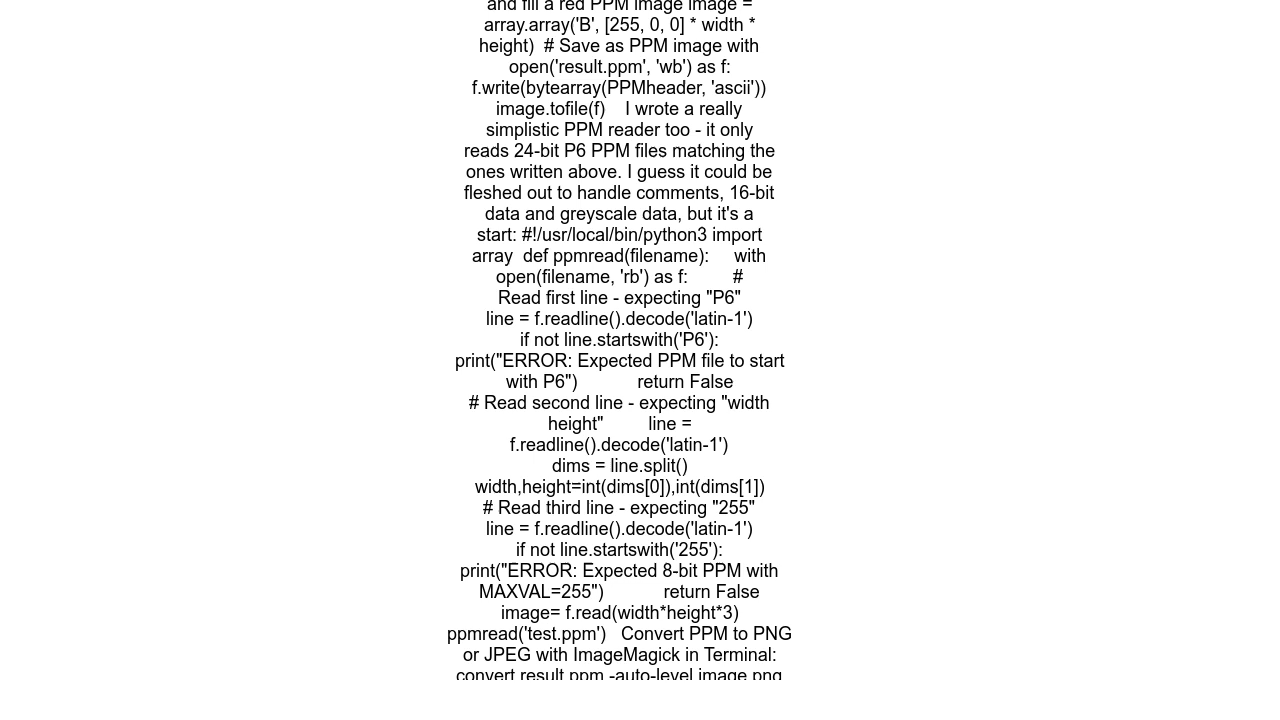 and fill a red PPM image image =
array.array('B', [255, 0, 0] * width *
height)  # Save as PPM image with
open('result.ppm', 'wb') as f:
f.write(bytearray(PPMheader, 'ascii'))
image.tofile(f)    I wrote a really
simplistic PPM reader too - it only
reads 24-bit P6 PPM files matching the
ones written above. I guess it could be
fleshed out to handle comments, 16-bit
data and greyscale data, but it's a
start: #!/usr/local/bin/python3 import
array  def ppmread(filename):     with
open(filename, 'rb') as f:         #
Read first line - expecting "P6"
line = f.readline().decode('latin-1')
if not line.startswith('P6'):
print("ERROR: Expected PPM file to start
with P6")            return False
# Read second line - expecting "width
height"         line =
f.readline().decode('latin-1')
dims = line.split()
width,height=int(dims[0]),int(dims[1])
# Read third line - expecting "255"
line = f.readline().decode('latin-1')
if not line.startswith('255'):
print("ERROR: Expected 8-bit PPM with
MAXVAL=255")            return False
image= f.read(width*height*3)
ppmread('test.ppm')   Convert PPM to PNG
or JPEG with ImageMagick in Terminal:
convert result.ppm -auto-level image.png